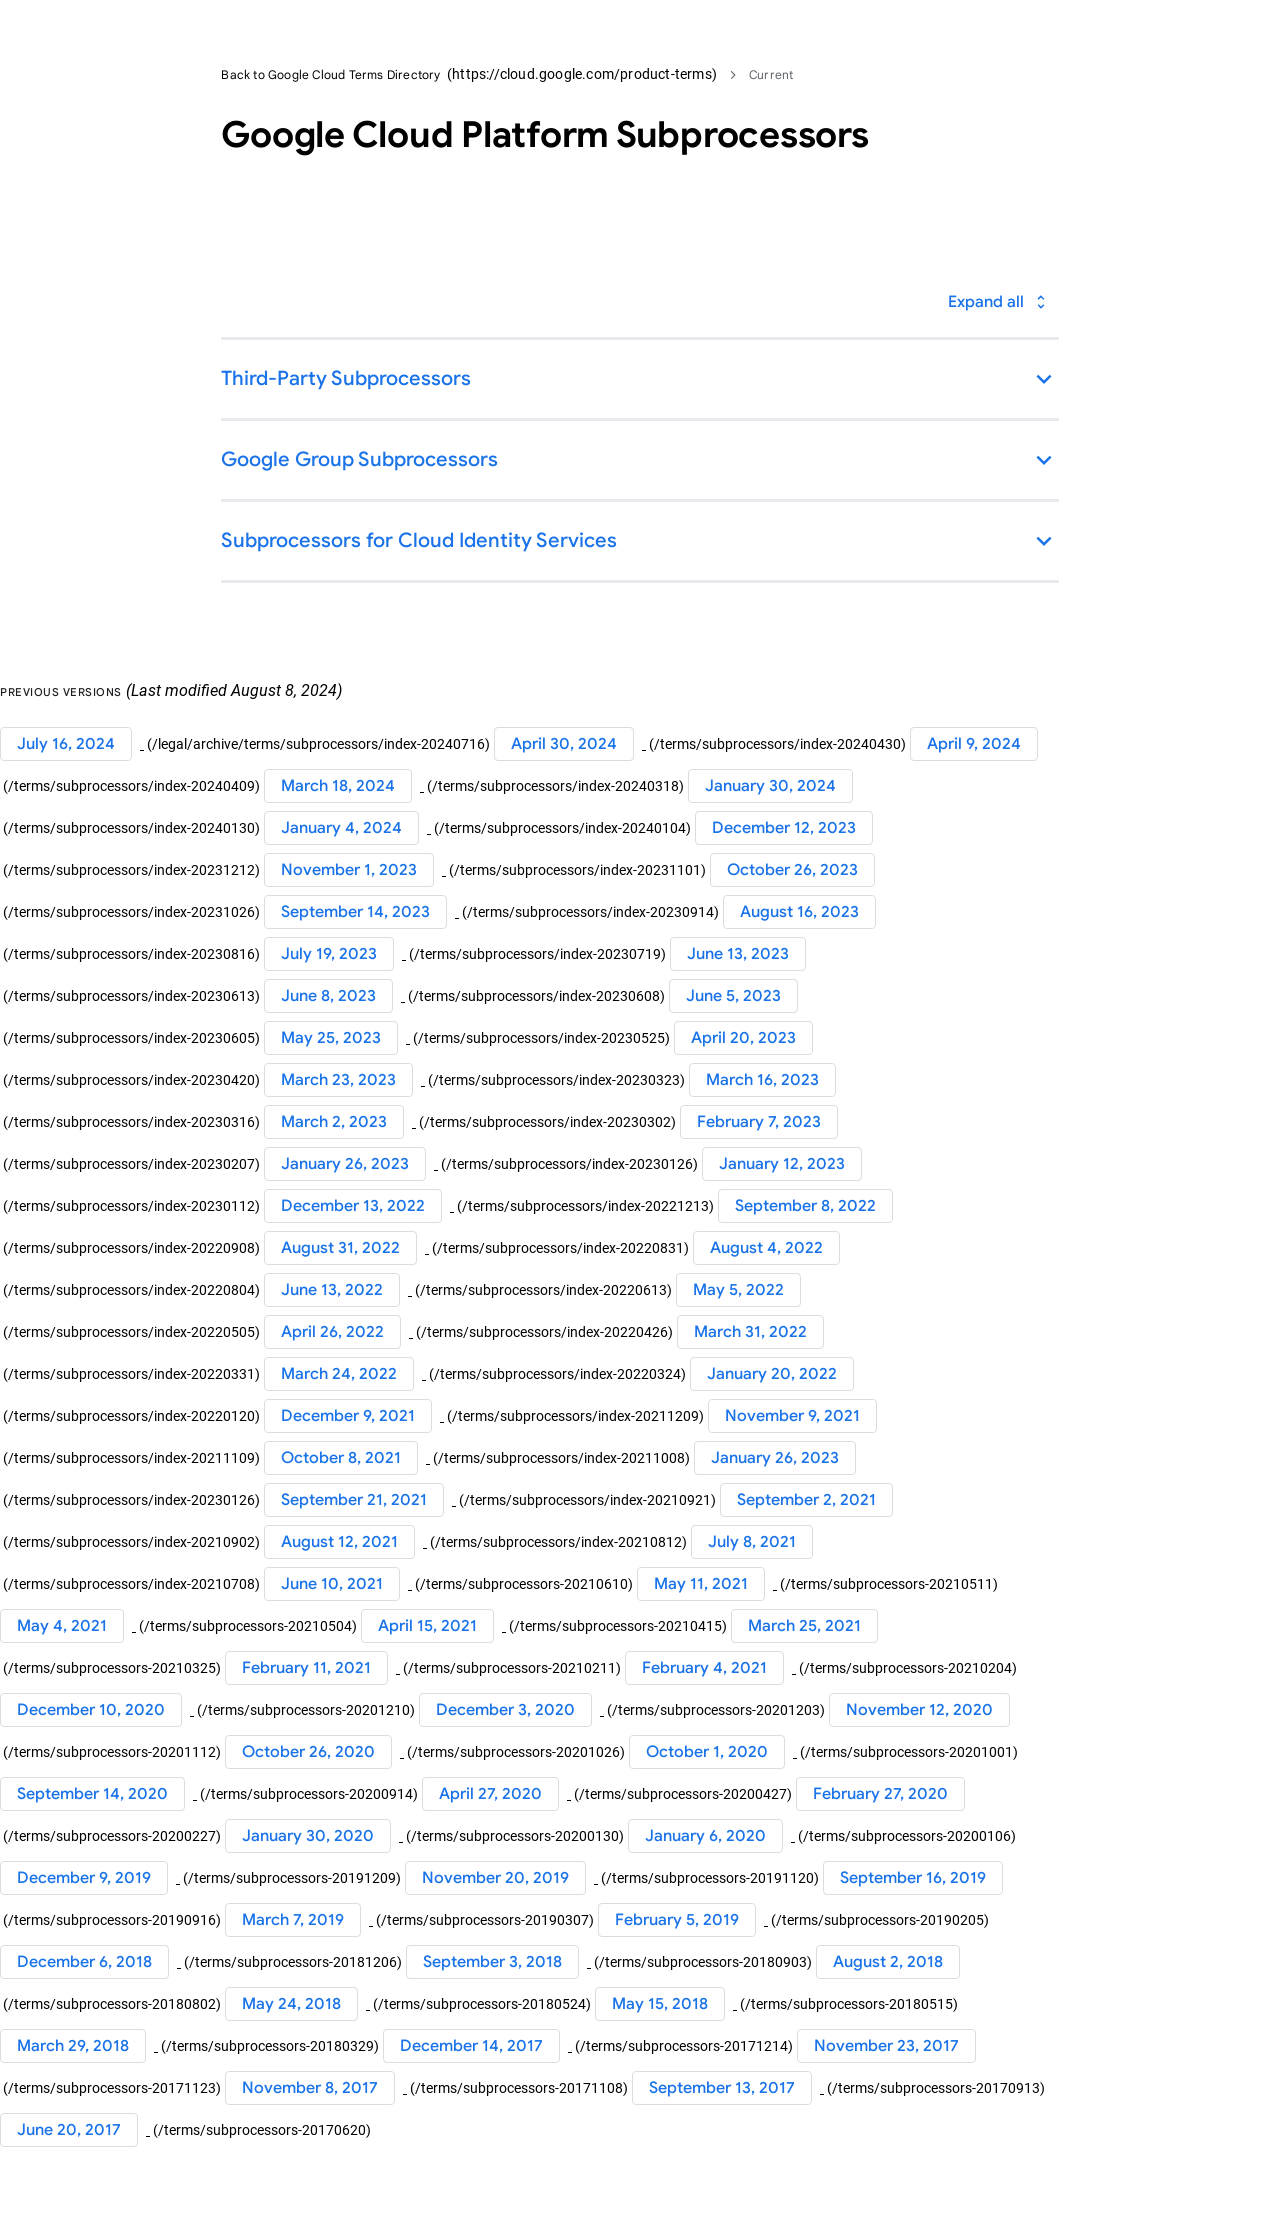 Back to Google Cloud Terms Directory (https://cloud.google.com/product-terms) > Current
Google Cloud Platform Subprocessors
Expand all
Third-Party Subprocessors
Google Group Subprocessors
Subprocessors for Cloud Identity Services
PREVIOUS VERSIONS (Last modified August 8, 2024)
July 16, 2024 (/legal/archive/terms/subprocessors/index-20240716) April 30, 2024 (/terms/subprocessors/index-20240430) April 9, 2024
(/terms/subprocessors/index-20240409) March 18, 2024 (/terms/subprocessors/index-20240318) January 30, 2024
(/terms/subprocessors/index-20240130) January 4, 2024 (/terms/subprocessors/index-20240104) December 12, 2023
(/terms/subprocessors/index-20231212) November 1, 2023 (/terms/subprocessors/index-20231101) October 26, 2023
(/terms/subprocessors/index-20231026) September 14, 2023 (/terms/subprocessors/index-20230914) August 16, 2023
(/terms/subprocessors/index-20230816) July 19, 2023 (/terms/subprocessors/index-20230719) June 13, 2023
(/terms/subprocessors/index-20230613) June 8, 2023 (/terms/subprocessors/index-20230608) June 5, 2023
(/terms/subprocessors/index-20230605) May 25, 2023 (/terms/subprocessors/index-20230525) April 20, 2023
(/terms/subprocessors/index-20230420) March 23, 2023 (/terms/subprocessors/index-20230323) March 16, 2023
(/terms/subprocessors/index-20230316) March 2, 2023 (/terms/subprocessors/index-20230302) February 7, 2023
(/terms/subprocessors/index-20230207) January 26, 2023 (/terms/subprocessors/index-20230126) January 12, 2023
(/terms/subprocessors/index-20230112) December 13, 2022 (/terms/subprocessors/index-20221213) September 8, 2022
(/terms/subprocessors/index-20220908) August 31, 2022 (/terms/subprocessors/index-20220831) August 4, 2022
(/terms/subprocessors/index-20220804) June 13, 2022 (/terms/subprocessors/index-20220613) May 5, 2022
(/terms/subprocessors/index-20220505) April 26, 2022 (/terms/subprocessors/index-20220426) March 31, 2022
(/terms/subprocessors/index-20220331) March 24, 2022 (/terms/subprocessors/index-20220324) January 20, 2022
(/terms/subprocessors/index-20220120) December 9, 2021 (/terms/subprocessors/index-20211209) November 9, 2021
(/terms/subprocessors/index-20211109) October 8, 2021 (/terms/subprocessors/index-20211008) January 26, 2023
(/terms/subprocessors/index-20230126) September 21, 2021 (/terms/subprocessors/index-20210921) September 2, 2021
(/terms/subprocessors/index-20210902) August 12, 2021 (/terms/subprocessors/index-20210812) July 8, 2021
(/terms/subprocessors/index-20210708) June 10, 2021 (/terms/subprocessors-20210610) May 11, 2021 (/terms/subprocessors-20210511)
May 4, 2021 (/terms/subprocessors-20210504) April 15, 2021 (/terms/subprocessors-20210415) March 25, 2021
(/terms/subprocessors-20210325) February 11, 2021 (/terms/subprocessors-20210211) February 4, 2021 (/terms/subprocessors-20210204)
December 10, 2020 (/terms/subprocessors-20201210) December 3, 2020 (/terms/subprocessors-20201203) November 12, 2020
(/terms/subprocessors-20201112) October 26, 2020 (/terms/subprocessors-20201026) October 1, 2020 (/terms/subprocessors-20201001)
September 14, 2020 (/terms/subprocessors-20200914) April 27, 2020 (/terms/subprocessors-20200427) February 27, 2020
(/terms/subprocessors-20200227) January 30, 2020 (/terms/subprocessors-20200130) January 6, 2020 (/terms/subprocessors-20200106)
December 9, 2019 (/terms/subprocessors-20191209) November 20, 2019 (/terms/subprocessors-20191120) September 16, 2019
(/terms/subprocessors-20190916) March 7, 2019 (/terms/subprocessors-20190307) February 5, 2019 (/terms/subprocessors-20190205)
December 6, 2018 (/terms/subprocessors-20181206) September 3, 2018 (/terms/subprocessors-20180903) August 2, 2018
(/terms/subprocessors-20180802) May 24, 2018 (/terms/subprocessors-20180524) May 15, 2018 (/terms/subprocessors-20180515)
March 29, 2018 (/terms/subprocessors-20180329) December 14, 2017 (/terms/subprocessors-20171214) November 23, 2017
(/terms/subprocessors-20171123) November 8, 2017 (/terms/subprocessors-20171108) September 13, 2017 (/terms/subprocessors-20170913)
June 20, 2017 (/terms/subprocessors-20170620)